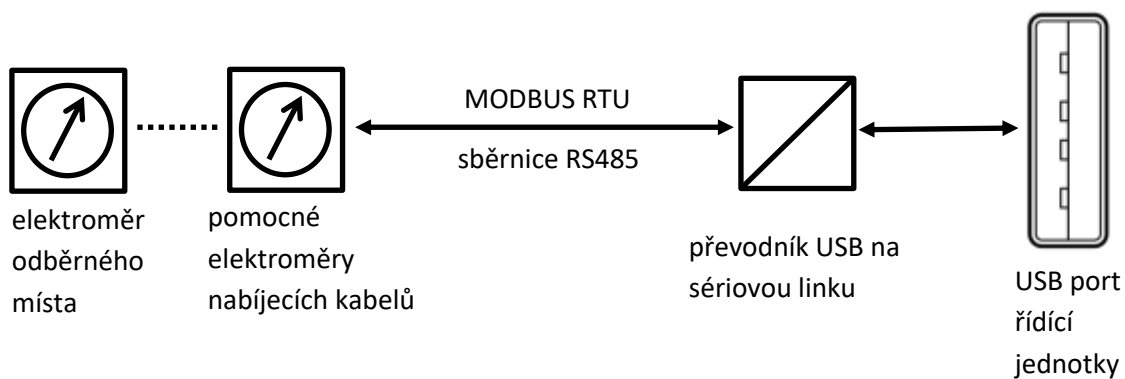 MODBUS RTU
sběrnice RS485
elektroměr
odběrného
místa
pomocné
elektroměry
nabíjecích kabelů
převodník USB na
sériovou linku
USB port
řídící
jednotky